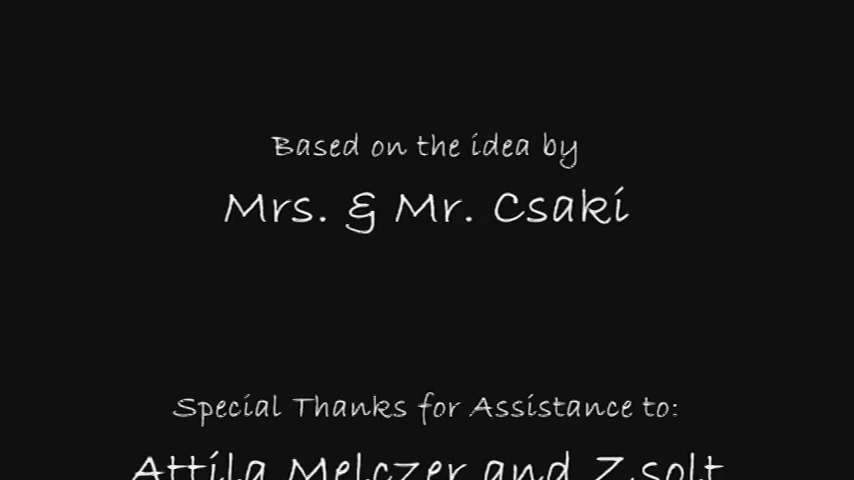 Based on the idea by
Mrs. & Mr. Csaki
Special Thanks for Assistance to:
Attila Melczer and Zsolt